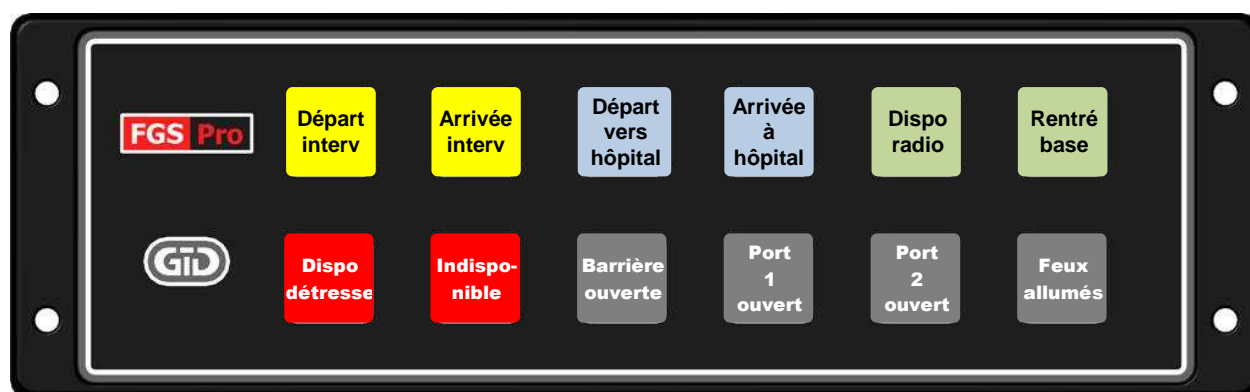 FGS Pro
Départ
interv
Arrivée
interv
Départ
vers
hôpital
Arrivée
à
hôpital
Dispo
radio
Rentré
base
GID
Dispo
détresse
Indispo-
nible
Barrière
ouverte
Port
1
ouvert
Port
2
ouvert
Feux
allumés